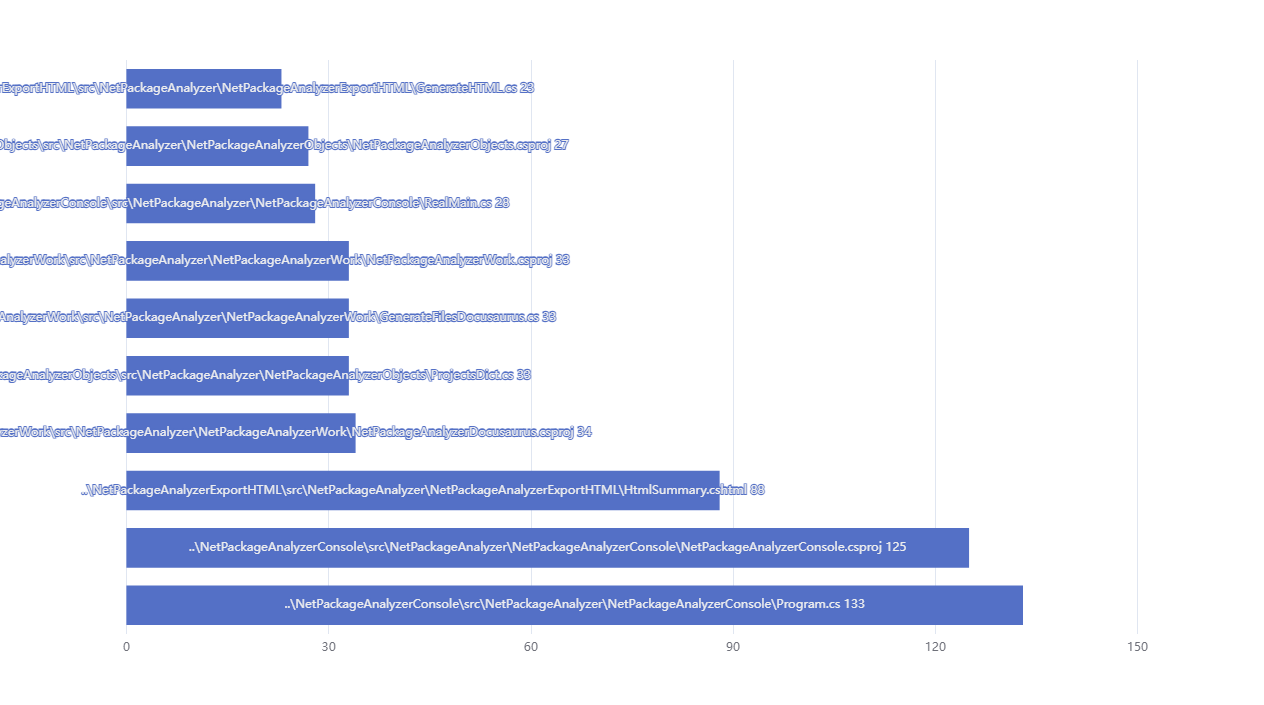 rExportHTML\src\NetPackageAnalyzer\NetPackageAnalyzerExportHTML\GenerateHTML.cs 23
Objects\src\NetPackageAnalyzer\NetPackageAnalyzerObjects\NetPackageAnalyzerObjects.csproj 27
geAnalyzerConsole\src\NetPackageAnalyzer\NetPackageAnalyzerConsole\RealMain.cs 28
alyzerWork\src\NetPackageAnalyzer\NetPackageAnalyzerWork\NetPackageAnalyzerWork.csproj 33
AnalyzerWork\src\NetPackageAnalyzer\NetPackageAnalyzerWork\GenerateFilesDocusaurus.cs 33
kageAnalyzerObjects\src\NetPackageAnalyzer\NetPackageAnalyzerObjects\ProjectsDict.cs 33
yzerWork\src\NetPackageAnalyzer\NetPackageAnalyzerWork\NetPackageAnalyzerDocusaurus.csproj 34
..\NetPackageAnalyzerExportHTML\src\NetPackageAnalyzer\NetPackageAnalyzerExportHTML\HtmlSummary.cshtml 88
..\NetPackageAnalyzerConsole\src\NetPackageAnalyzer\NetPackageAnalyzerConsole\NetPackageAnalyzerConsole.csproj 125
..\NetPackageAnalyzerConsole\src\NetPackageAnalyzer\NetPackageAnalyzerConsole\Program.cs 133
0 30 60 90 120 150